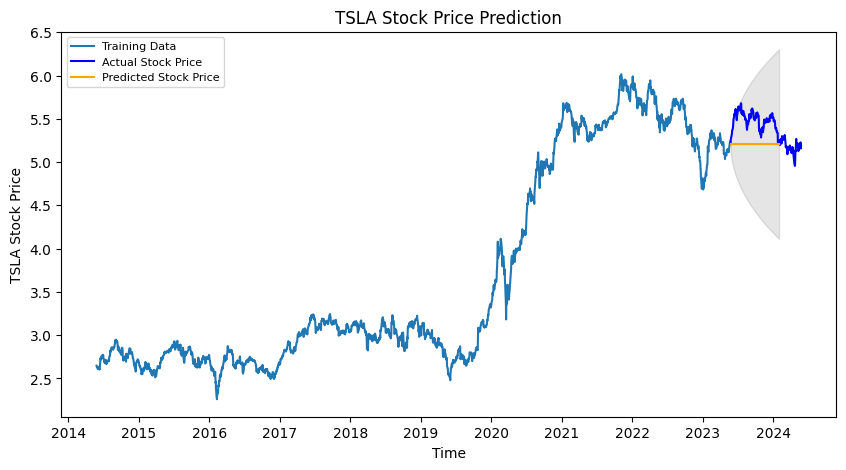 TSLA Stock Price Prediction
Training Data
Actual Stock Price
Predicted Stock Price
TSLA Stock Price
6.5
6.0
5.5
5.0
4.5
4.0
3.5
3.0
2.5
2014 2015 2016 2017 2018 2019 2020 2021 2022 2023 2024
Time